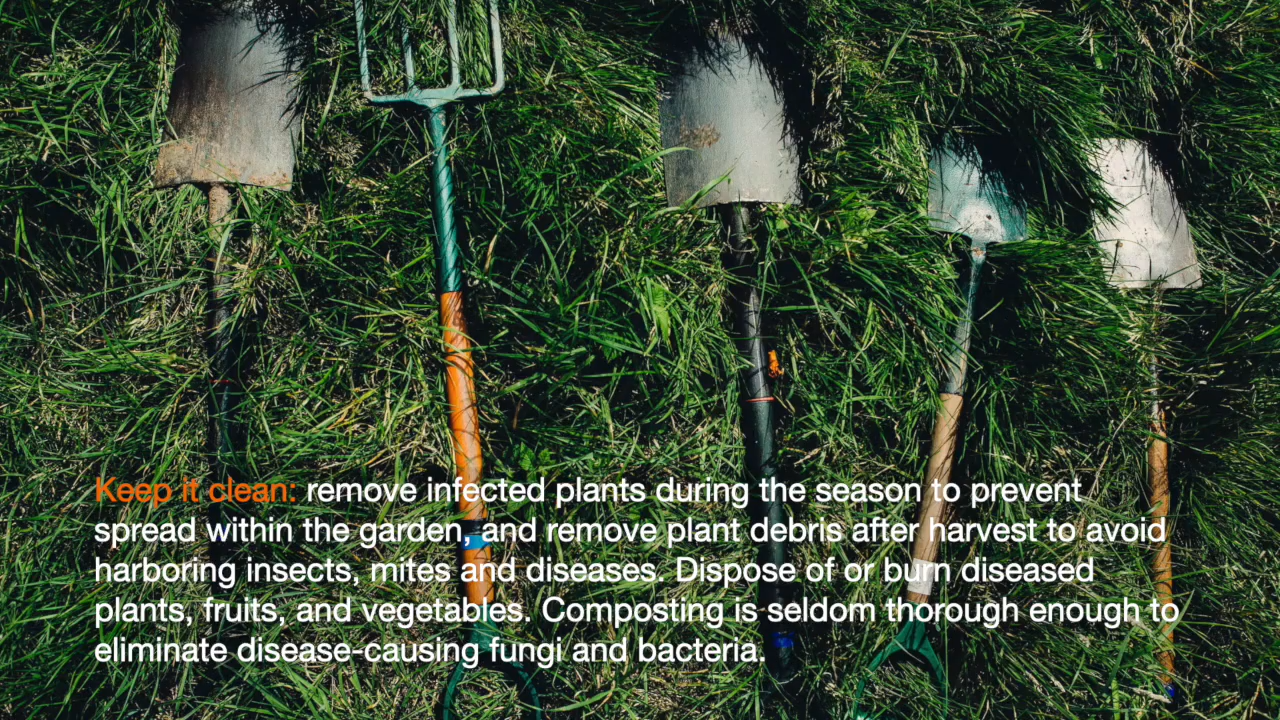 Keep it clean: remove infected plants during the season to prevent
spread within the garden, and remove plant debris after harvest to avoid
harboring insects, mites and diseases. Dispose of or burn diseased
plants, fruits, and vegetables. Composting is seldom thorough enough to
eliminate disease-causing fungi and bacteria.